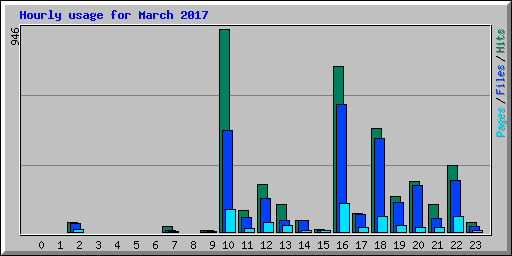 Hourly usage for March 2017
946
Pages/Files/Hits
0 1 2 3 4 5 6 7 8 9 10 11 12 13 14 15 16 17 18 19 20 21 22 23